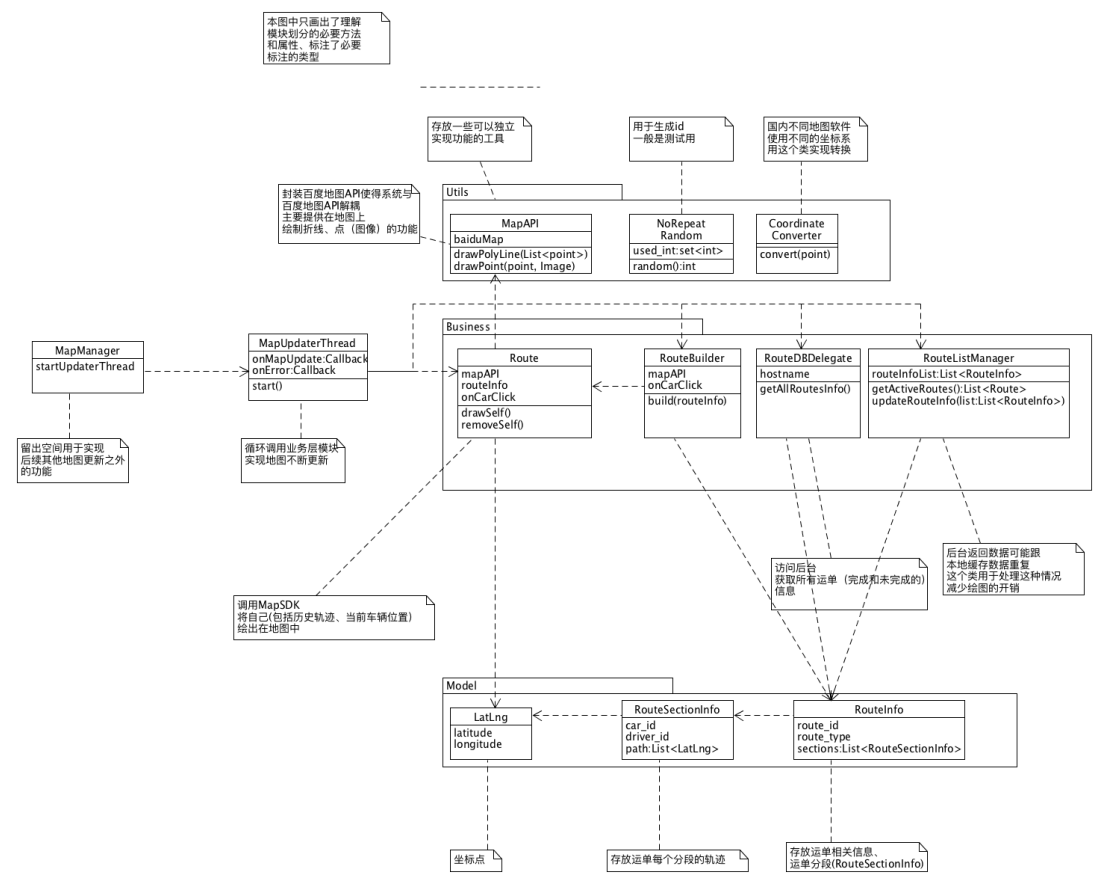 本图中只画出了理解
模块划分的必要方法
和属性、标注了必要
标注的类型
存放一些可以独立
实现功能的工具
用于生成id
一般是测试用
国内不同地图软件
使用不同的坐标系
用这个类实现转换
封装百度地图API使得系统与
百度地图API解耦
主要提供在地图上
绘制折线、点（图像）的功能
Utils
MapAPI
baiduMap
drawPolyLine(List<point>)
drawPoint(point, Image)
NoRepeat
Random
used_int:set<int>
random():int
Coordinate
Converter
convert(point)
MapManager
startUpdaterThread
MapUpdaterThread
onMapUpdate:Callback
onError:Callback
start()
Business
Route
mapAPI
routeInfo
onCarClick
drawSelf()
removeSelf()
RouteBuilder
mapAPI
onCarClick
build(routeInfo)
RouteDBDelegate
hostname
getAllRoutesInfo()
RouteListManager
routeInfoList:List<RouteInfo>
getActiveRoutes():List<Route>
updateRouteInfo(list:List<RouteInfo>)
留出空间用于实现
后续其他地图更新之外
的功能
循环调用业务层模块
实现地图不断更新
访问后台
获取所有运单（完成和未完成的）
信息
后台返回数据可能跟
本地缓存数据重复
这个类用于处理这种情况
减少绘图的开销
调用MapSDK
将自己(包括历史轨迹、当前车辆位置)
绘出在地图中
Model
LatLng
latitude
longitude
RouteSectionInfo
car_id
driver_id
path:List<LatLng>
RouteInfo
route_id
route_type
sections:List<RouteSectionInfo>
坐标点
存放运单每个分段的轨迹
存放运单相关信息、
运单分段(RouteSectionInfo)